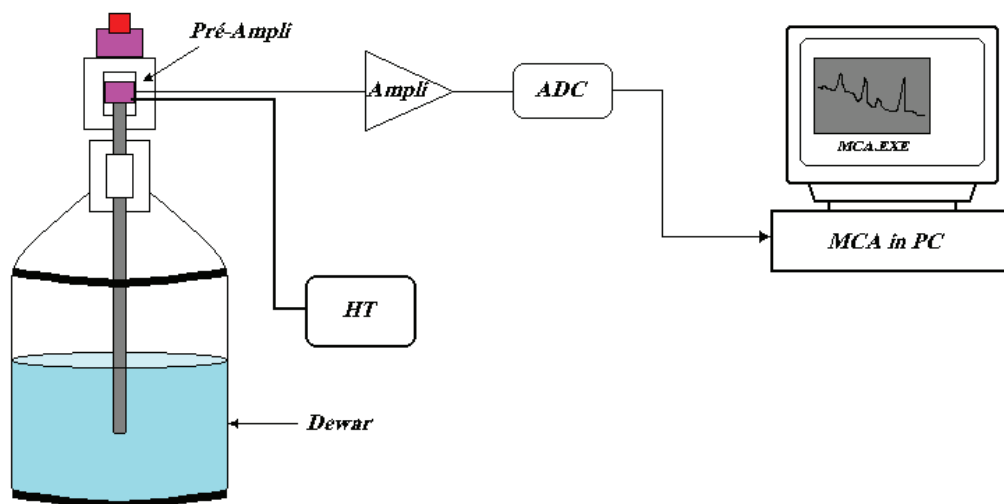 Pré-Ampli
Ampli
ADC
MCA.EXE
MCA in PC
HT
Dewar